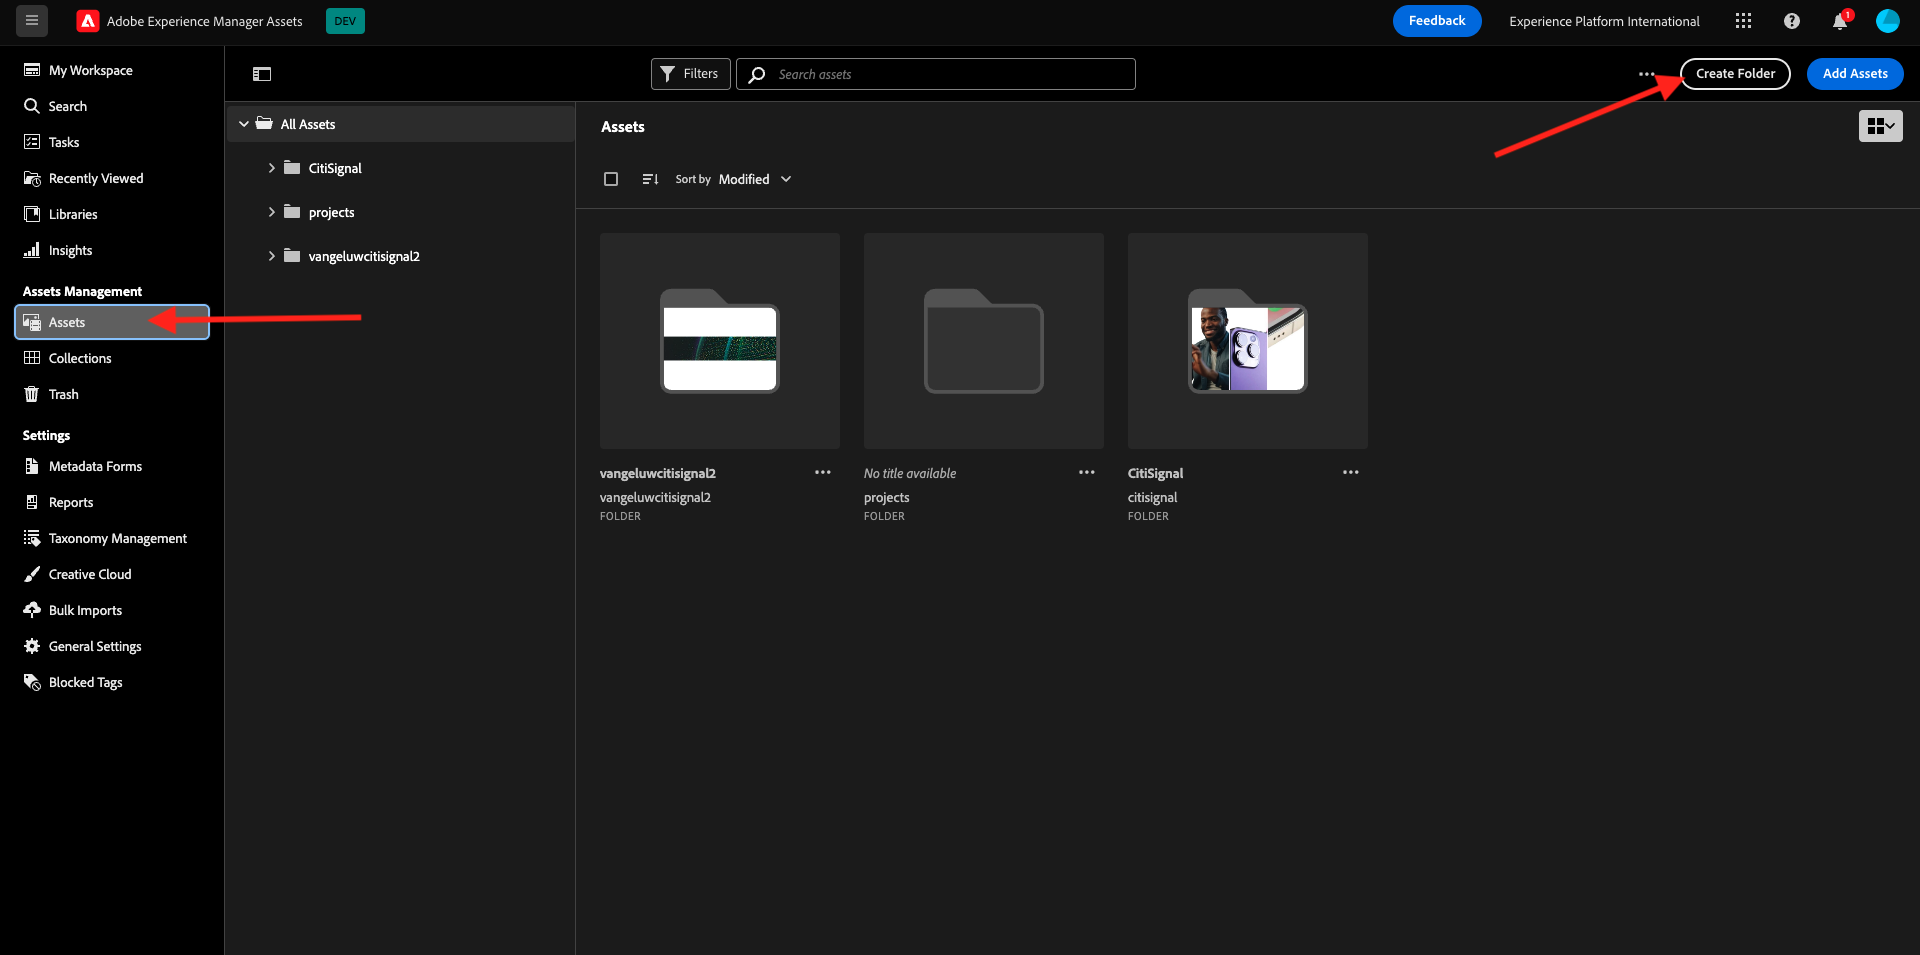 Adobe Experience Manager Assets
DEV
Feedback
Experience Platform International
1
My Workspace
Search
Tasks
Recently Viewed
Libraries
Insights
Assets Management
Assets
Collections
Trash
Settings
Metadata Forms
Reports
Taxonomy Management
Creative Cloud
Bulk Imports
General Settings
Blocked Tags
Filters
Search assets
Create Folder
Add Assets
All Assets
CitiSignal
projects
vangeluwcitisignal2
Assets
Sort by Modified
vangeluwcitisignal2
vangeluwcitisignal2
FOLDER
No title available
projects
FOLDER
CitiSignal
citisignal
FOLDER